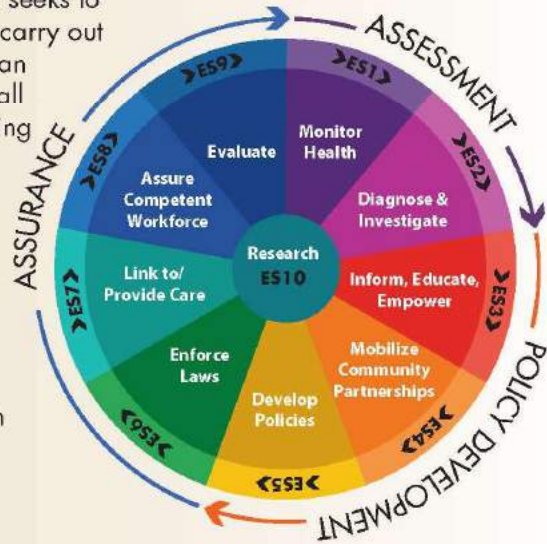 seeks to
carry out
an
all
ing
n
ASSESSMENT
POLICY DEVELOPMENT
ASSURANCE
>ES1>
Monitor
Health
>ES2>
Diagnose &
Investigate
>ES3>
Inform, Educate,
Empower
>ES4>
Mobilize
Community
Partnerships
>ES5>
Develop
Policies
>ES6>
Enforce
Laws
>ES7>
Link to/
Provide Care
>ES8>
Assure
Competent
Workforce
>ES9>
Evaluate
Research
ES10